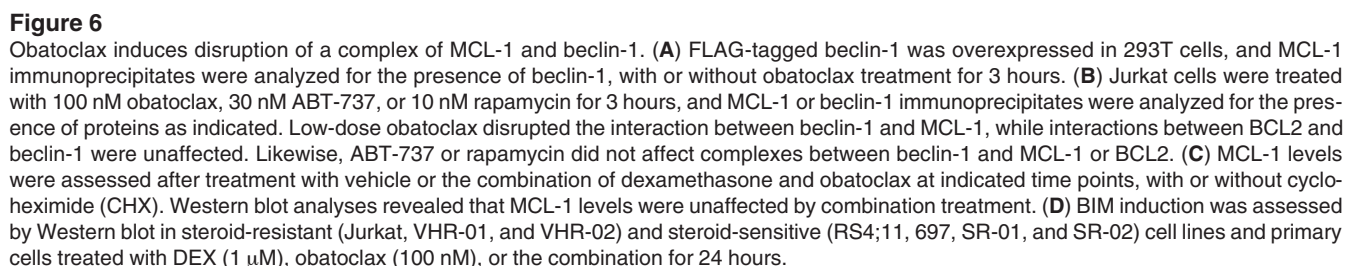 Figure 6
Obatoclax induces disruption of a complex of MCL-1 and beclin-1. (A) FLAG-tagged beclin-1 was overexpressed in 293T cells, and MCL-1
immunoprecipitates were analyzed for the presence of beclin-1, with or without obatoclax treatment for 3 hours. (B) Jurkat cells were treated
with 100 nM obatoclax, 30 nM ABT-737, or 10 nM rapamycin for 3 hours, and MCL-1 or beclin-1 immunoprecipitates were analyzed for the pres-
ence of proteins as indicated. Low-dose obatoclax disrupted the interaction between beclin-1 and MCL-1, while interactions between BCL2 and
beclin-1 were unaffected. Likewise, ABT-737 or rapamycin did not affect complexes between beclin-1 and MCL-1 or BCL2. (C) MCL-1 levels
were assessed after treatment with vehicle or the combination of dexamethasone and obatoclax at indicated time points, with or without cyclo-
heximide (CHX). Western blot analyses revealed that MCL-1 levels were unaffected by combination treatment. (D) BIM induction was assessed
by Western blot in steroid-resistant (Jurkat, VHR-01, and VHR-02) and steroid-sensitive (RS4;11, 697, SR-01, and SR-02) cell lines and primary
cells treated with DEX (1 μM), obatoclax (100 nM), or the combination for 24 hours.